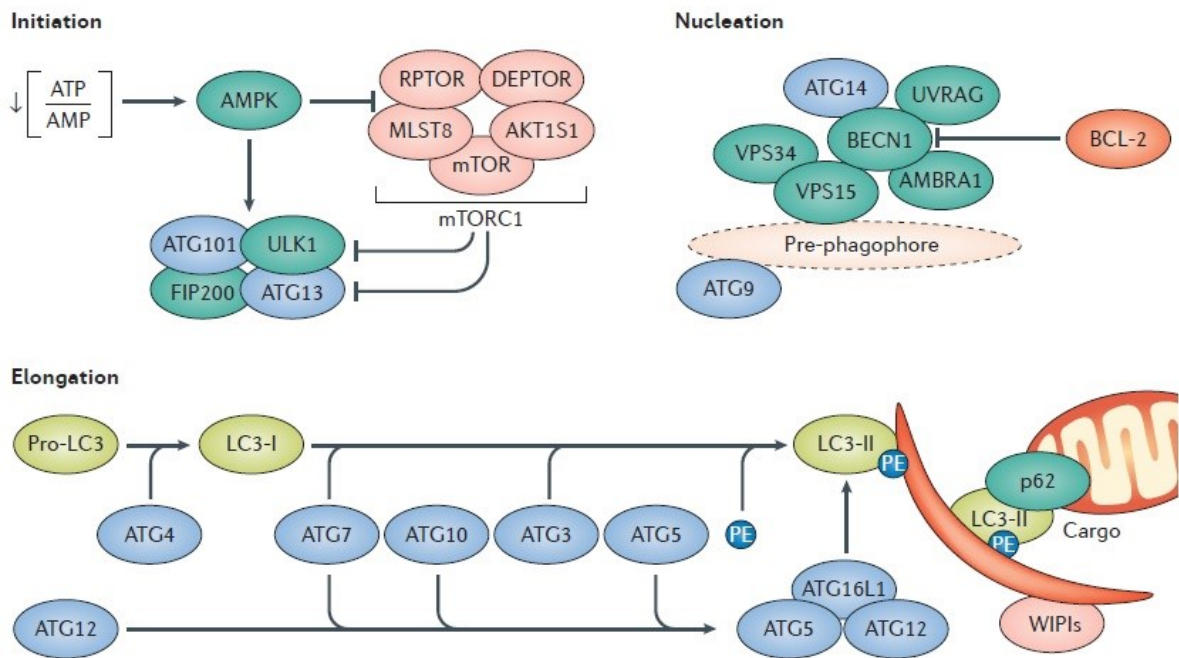 Initiation
↓ [ATP
AMP]
AMPK
RPTOR
DEPTOR
MLST8
AKT1S1
mTOR
mTORC1
ATG101
ULK1
FIP200
ATG13
Nucleation
ATG14
UVRAG
BECN1
BCL-2
VPS34
VPS15
AMBRA1
Pre-phagophore
ATG9
Elongation
Pro-LC3
LC3-I
LC3-II
PE
p62
LC3-II
PE
Cargo
ATG4
ATG7
ATG10
ATG3
ATG5
PE
ATG16L1
ATG12
ATG5
ATG12
WIPIs